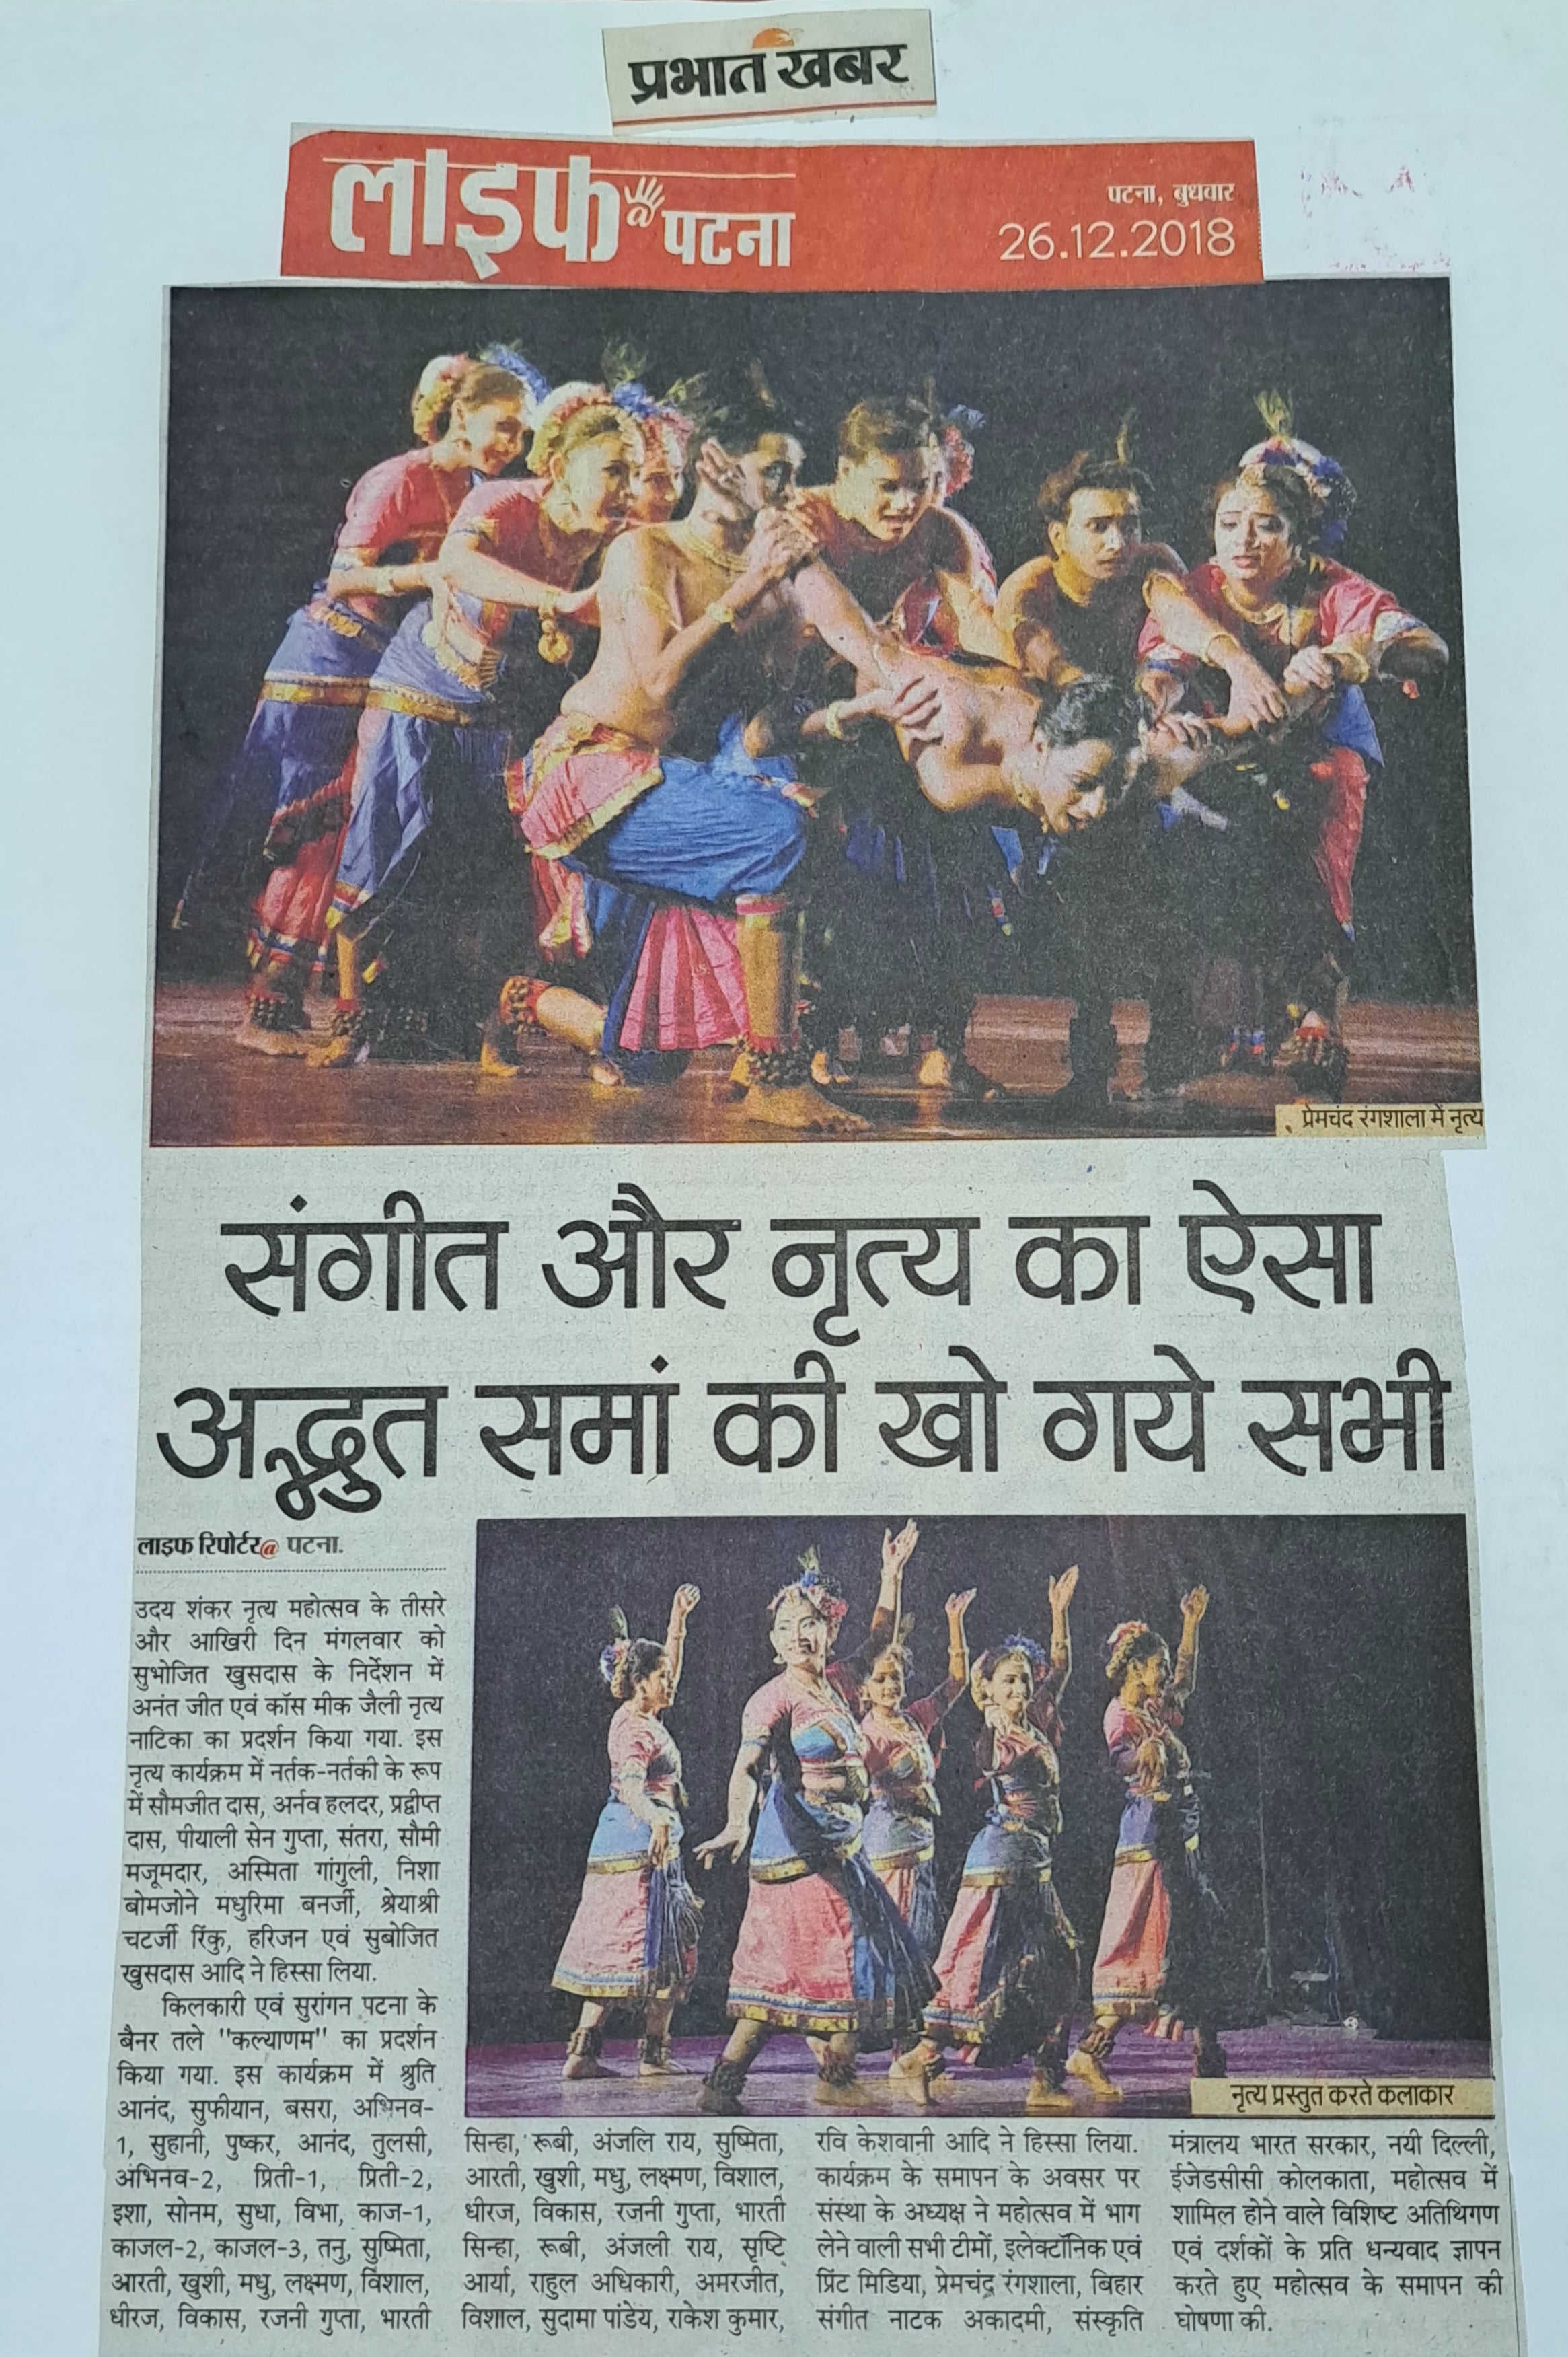 प्रभात खबर
लाइफ@पटना
पटना, बुधवार
26.12.2018
प्रेमचंद रंगशाला में नृत्य
संगीत और नृत्य का ऐसा
अद्भुत समां की खो गये सभी
लाइफ रिपोर्टर@ पटना.
उदय शंकर नृत्य महोत्सव के तीसरे
और आखिरी दिन मंगलवार को
सुभोजित खुसदास के निर्देशन में
अनंत जीत एवं कॉस मीक जैली नृत्य
नाटिका का प्रदर्शन किया गया. इस
नृत्य कार्यक्रम में नर्तक-नर्तकी के रूप
में सौमजीत दास, अर्नव हलदर, प्रद्वीप्त
दास, पीयाली सेन गुप्ता, संतरा, सौमी
मजूमदार, अस्मिता गांगुली, निशा
बोमजोने मधुरिमा बनर्जी, श्रेयाश्री
चटर्जी रिंकु, हरिजन एवं सुबोजित
खुसदास आदि ने हिस्सा लिया.
किलकारी एवं सुरांगन पटना के
बैनर तले "कल्याणम" का प्रदर्शन
किया गया. इस कार्यक्रम में श्रुति
आनंद, सुफीयान, बसरा, अभिनव-
1, सुहानी, पुष्कर, आनंद, तुलसी,
अभिनव-2, प्रिती-1, प्रिती-2,
इशा, सोनम, सुधा, विभा, काज-1,
काजल-2, काजल-3, तनु, सुष्मिता,
आरती, खुशी, मधु, लक्ष्मण, विशाल,
धीरज, विकास, रजनी गुप्ता, भारती
नृत्य प्रस्तुत करते कलाकार
सिन्हा, रूबी, अंजलि राय, सुष्मिता,
आरती, खुशी, मधु, लक्ष्मण, विशाल,
धीरज, विकास, रजनी गुप्ता, भारती
सिन्हा, रूबी, अंजली राय, सृष्टि
आर्या, राहुल अधिकारी, अमरजीत,
विशाल, सुदामा पांडेय, राकेश कुमार,
रवि केशवानी आदि ने हिस्सा लिया.
कार्यक्रम के समापन के अवसर पर
संस्था के अध्यक्ष ने महोत्सव में भाग
लेने वाली सभी टीमों, इलेक्टॉनिक एवं
प्रिंट मिडिया, प्रेमचंद्र रंगशाला, बिहार
संगीत नाटक अकादमी, संस्कृति
मंत्रालय भारत सरकार, नयी दिल्ली,
ईजेडसीसी कोलकाता, महोत्सव में
शामिल होने वाले विशिष्ट अतिथिगण
एवं दर्शकों के प्रति धन्यवाद ज्ञापन
करते हुए महोत्सव के समापन की
घोषणा की.